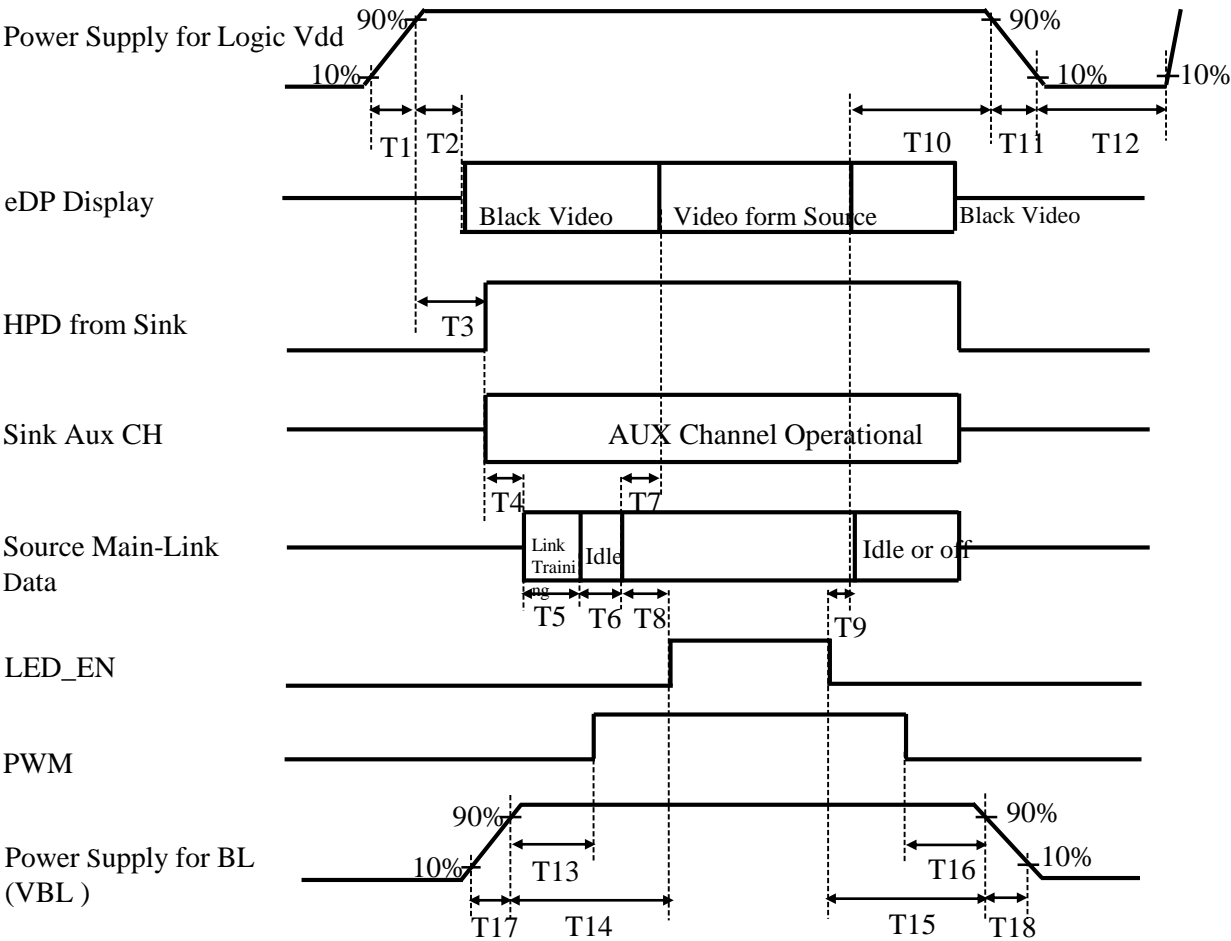 90%
90%
Power Supply for Logic Vdd
10%
10%
10%
T1
T2
T10
T11
T12
eDP Display
Black Video
Video form Source
Black Video
HPD from Sink
T3
Sink Aux CH
AUX Channel Operational
T4
T7
Source Main-Link
Data
Link
Traini
ng
Idle
Idle or off
T5
T6
T8
T9
LED_EN
PWM
90%
90%
Power Supply for BL
(VBL )
10%
10%
T13
T16
T17
T14
T15
T18